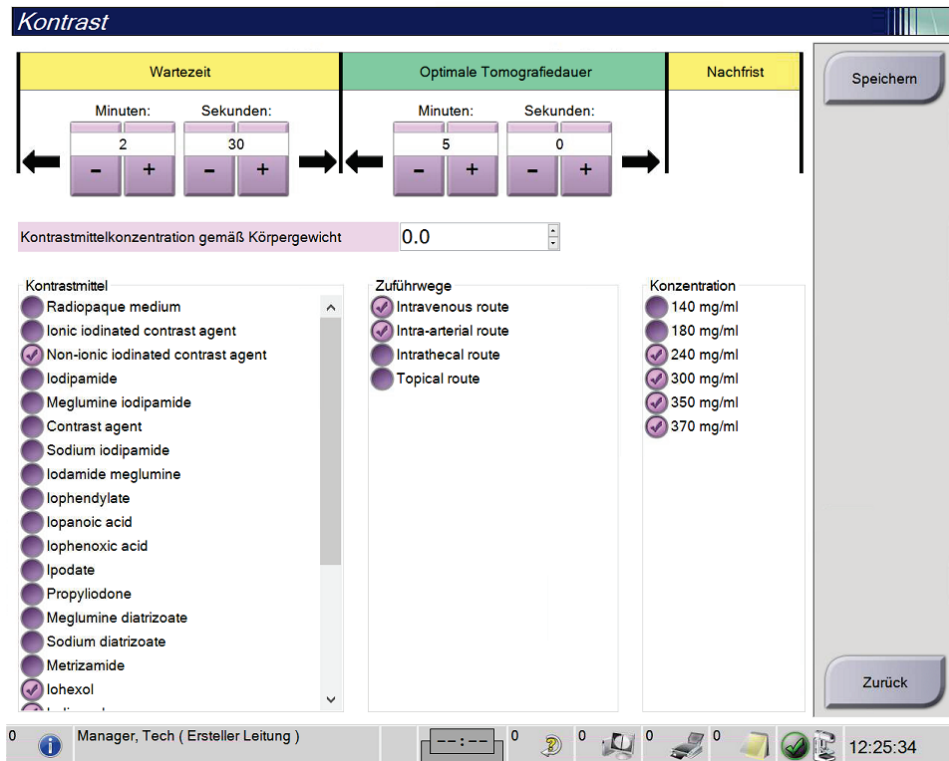 Kontrast
Wartezeit
Optimale Tomografiedauer
Nachfrist
Speichern
Minuten:
Sekunden:
Minuten:
Sekunden:
2
30
5
0
- + - +
- + - +
Kontrastmittelkonzentration gemäß Körpergewicht
0.0
Kontrastmittel
Radiopaque medium
Ionic iodinated contrast agent
Non-ionic iodinated contrast agent
Iodipamide
Meglumine iodipamide
Contrast agent
Sodium iodipamide
Iodamide meglumine
Iophendylate
Iopanoic acid
Iophenoxic acid
Ipodate
Propyliodone
Meglumine diatrizoate
Sodium diatrizoate
Metrizamide
Iohexol
Zuführwege
Intravenous route
Intra-arterial route
Intrathecal route
Topical route
Konzentration
140 mg/ml
180 mg/ml
240 mg/ml
300 mg/ml
350 mg/ml
370 mg/ml
Zurück
0
Manager, Tech ( Ersteller Leitung )
--:--
0
0
0
0
12:25:34